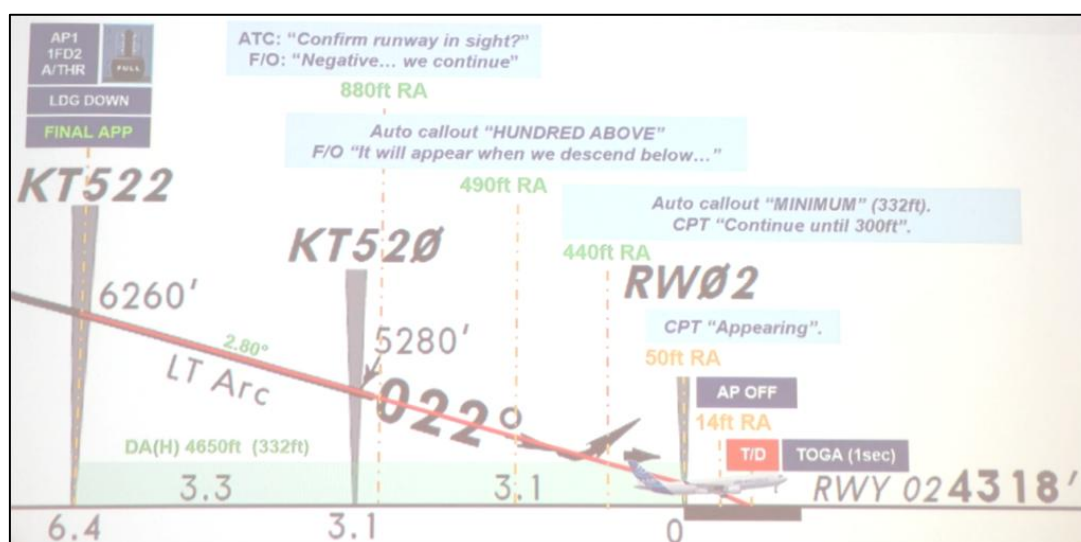 AP1
1FD2
A/THR
FULL
LDG DOWN
FINAL APP
ATC: “Confirm runway in sight?”
F/O: “Negative… we continue”
880ft RA
Auto callout “HUNDRED ABOVE”
F/O “It will appear when we descend below…”
490ft RA
Auto callout “MINIMUM” (332ft).
CPT “Continue until 300ft”.
440ft RA
KT522
KT52Ø
RWØ2
6260'
5280'
2.80º
LT Arc
022°
CPT “Appearing”.
50ft RA
AP OFF
14ft RA
T/D
TOGA (1sec)
DA(H) 4650ft (332ft)
3.3
3.1
RWY 02 4318'
6.4
3.1
0